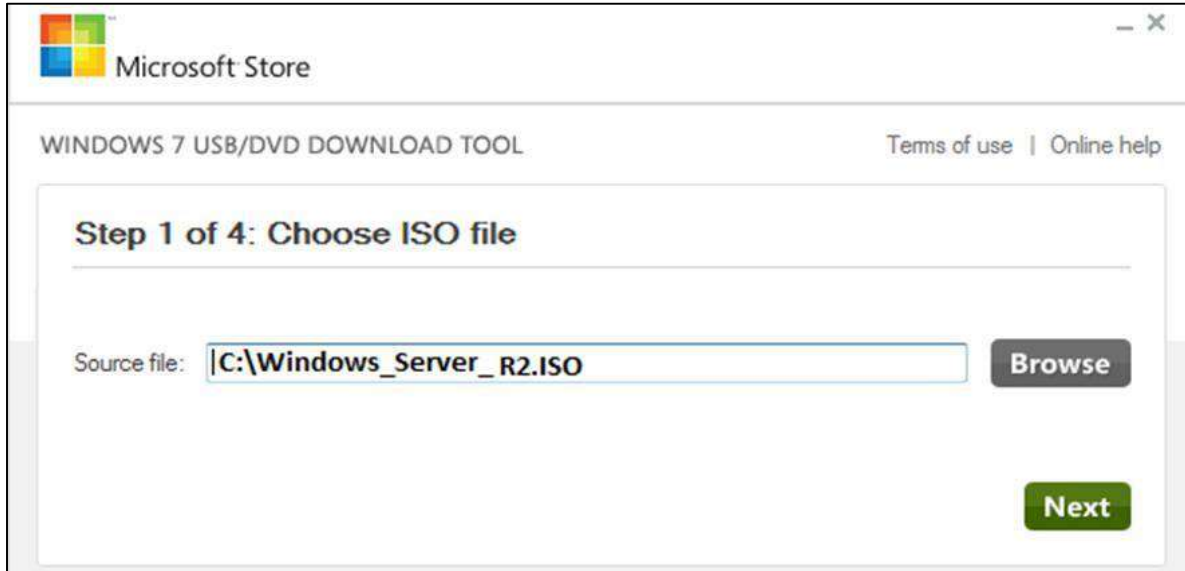 Microsoft Store
WINDOWS 7 USB/DVD DOWNLOAD TOOL
Terms of use | Online help
Step 1 of 4: Choose ISO file
Source file: C:\Windows_Server_ R2.ISO Browse
Next